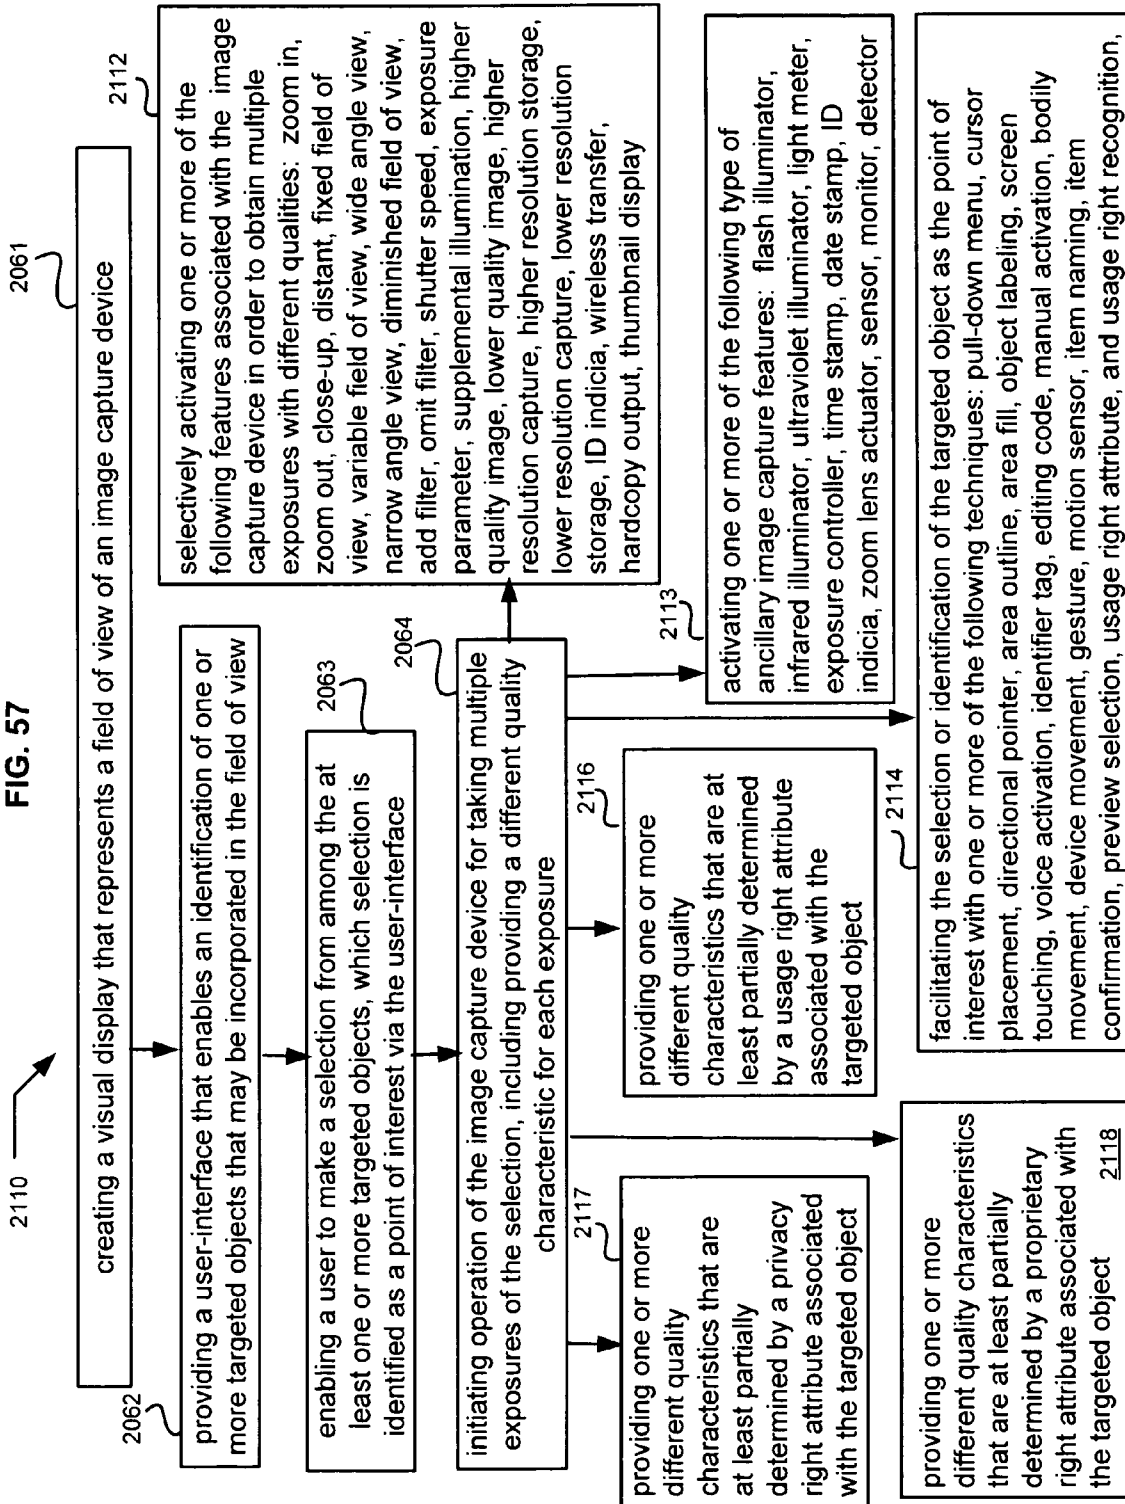 FIG. 57
2110
2061
creating a visual display that represents a field of view of an image capture device
2062
providing a user-interface that enables an identification of one or
more targeted objects that may be incorporated in the field of view
2063
enabling a user to make a selection from among the at
least one or more targeted objects, which selection is
identified as a point of interest via the user-interface
2064
initiating operation of the image capture device for taking multiple
exposures of the selection, including providing a different quality
characteristic for each exposure
2112
selectively activating one or more of the
following features associated with the image
capture device in order to obtain multiple
exposures with different qualities: zoom in,
zoom out, close-up, distant, fixed field of
view, variable field of view, wide angle view,
narrow angle view, diminished field of view,
add filter, omit filter, shutter speed, exposure
parameter, supplemental illumination, higher
quality image, lower quality image, higher
resolution capture, higher resolution storage,
lower resolution capture, lower resolution
storage, ID indicia, wireless transfer,
hardcopy output, thumbnail display
2113
activating one or more of the following type of
ancillary image capture features: flash illuminator,
infrared illuminator, ultraviolet illuminator, light meter,
exposure controller, time stamp, date stamp, ID
indicia, zoom lens actuator, sensor, monitor, detector
2117
providing one or more
different quality
characteristics that are
at least partially
determined by a privacy
right attribute associated
with the targeted object
2116
providing one or more
different quality
characteristics that are at
least partially determined
by a usage right attribute
associated with the
targeted object
2114
facilitating the selection or identification of the targeted object as the point of
interest with one or more of the following techniques: pull-down menu, cursor
placement, directional pointer, area outline, area fill, object labeling, screen
touching, voice activation, identifier tag, editing code, manual activation, bodily
movement, device movement, gesture, motion sensor, item naming, item
confirmation, preview selection, usage right attribute, and usage right recognition,
providing one or more
different quality characteristics
that are at least partially
determined by a proprietary
right attribute associated with
the targeted object
2118